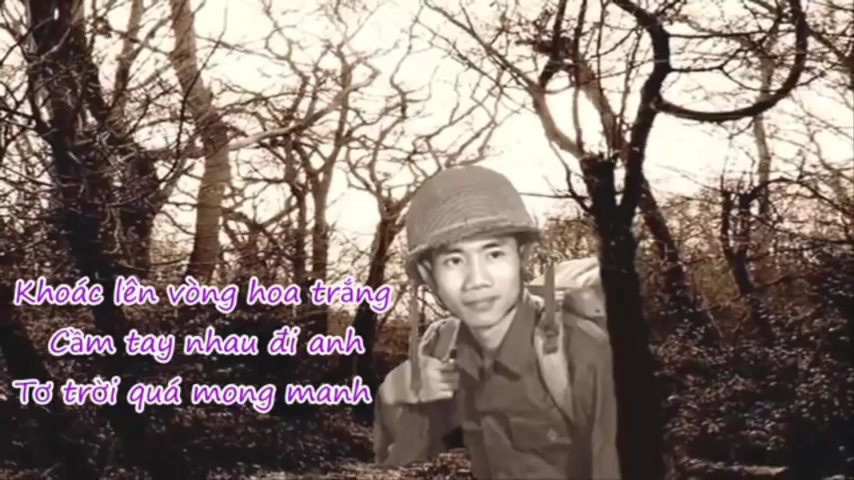 Khoác lên vòng hoa trắng
Cầm tay nhau đi anh
Tơ trời quá mong manh